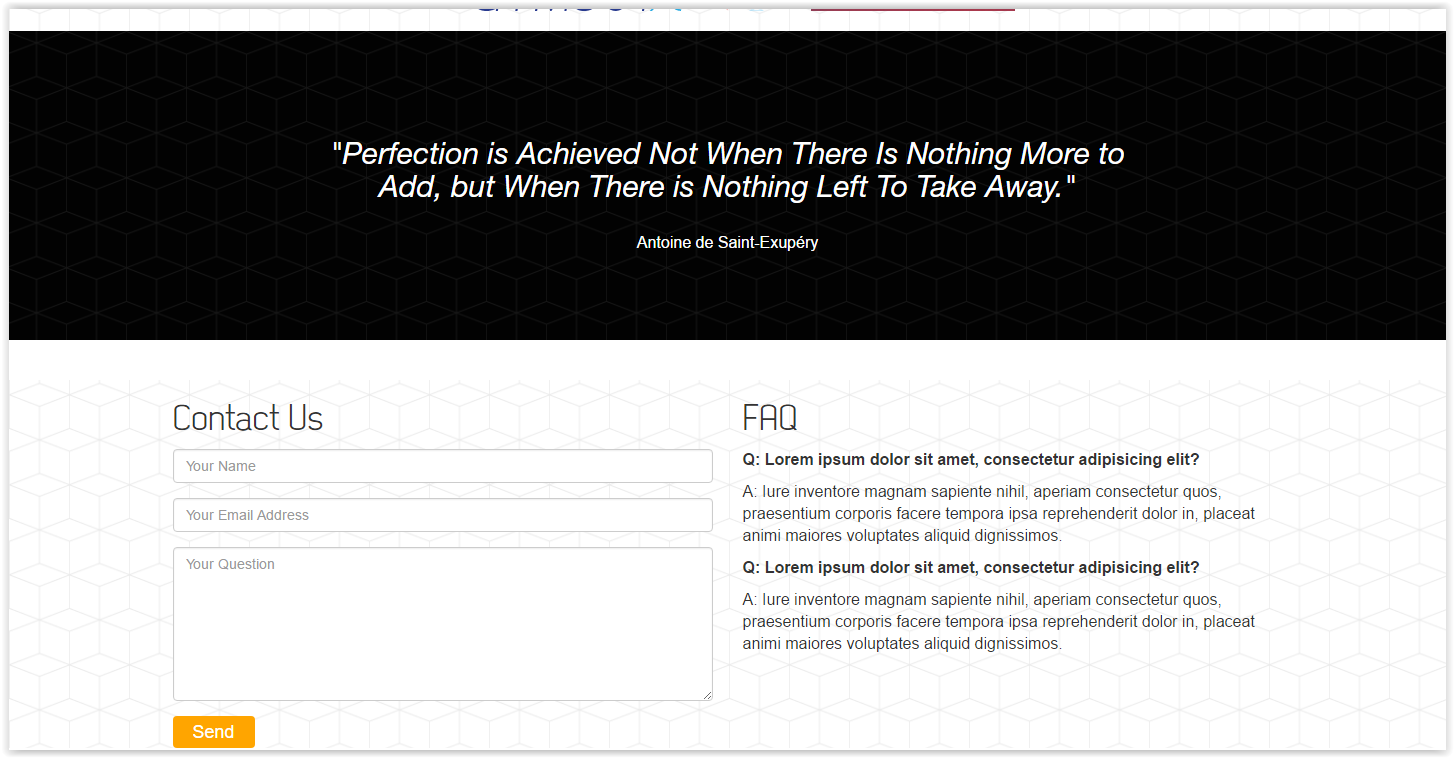 "Perfection is Achieved Not When There Is Nothing More to
Add, but When There is Nothing Left To Take Away."
Antoine de Saint-Exupéry
Contact Us
Your Name
Your Email Address
Your Question
Send
FAQ
Q: Lorem ipsum dolor sit amet, consectetur adipisicing elit?
A: Iure inventore magnam sapiente nihil, aperiam consectetur quos,
praesentium corporis facere tempora ipsa reprehenderit dolor in, placeat
animi maiores voluptates aliquid dignissimos.
Q: Lorem ipsum dolor sit amet, consectetur adipisicing elit?
A: Iure inventore magnam sapiente nihil, aperiam consectetur quos,
praesentium corporis facere tempora ipsa reprehenderit dolor in, placeat
animi maiores voluptates aliquid dignissimos.